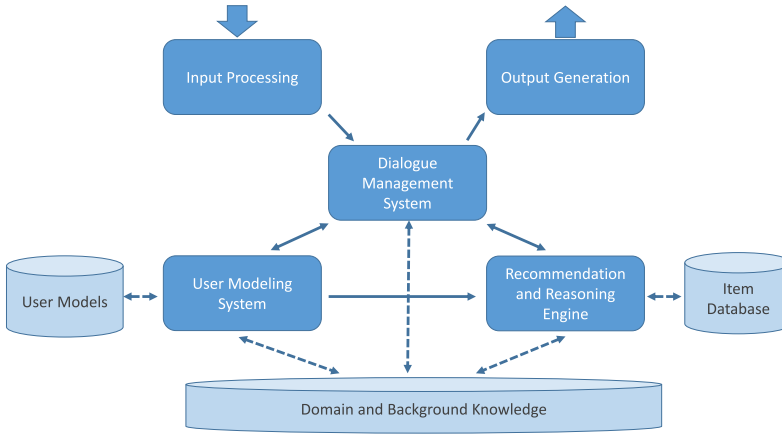 Input Processing
Output Generation
Dialogue
Management
System
User Models
User Modeling
System
Recommendation
and Reasoning
Engine
Item
Database
Domain and Background Knowledge